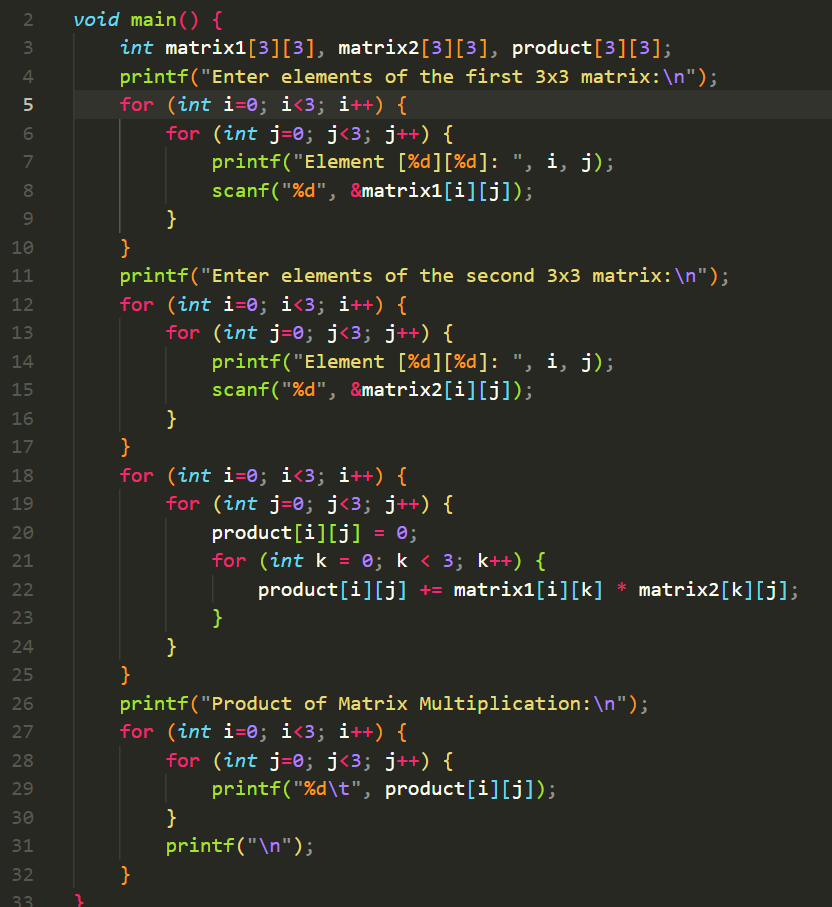 2 void main() {
3     int matrix1[3][3], matrix2[3][3], product[3][3];
4     printf("Enter elements of the first 3x3 matrix:\n");
5     for (int i=0; i<3; i++) {
6         for (int j=0; j<3; j++) {
7             printf("Element [%d][%d]: ", i, j);
8             scanf("%d", &matrix1[i][j]);
9         }
10     }
11     printf("Enter elements of the second 3x3 matrix:\n");
12     for (int i=0; i<3; i++) {
13         for (int j=0; j<3; j++) {
14             printf("Element [%d][%d]: ", i, j);
15             scanf("%d", &matrix2[i][j]);
16         }
17     }
18     for (int i=0; i<3; i++) {
19         for (int j=0; j<3; j++) {
20             product[i][j] = 0;
21             for (int k = 0; k < 3; k++) {
22                 product[i][j] += matrix1[i][k] * matrix2[k][j];
23             }
24         }
25     }
26     printf("Product of Matrix Multiplication:\n");
27     for (int i=0; i<3; i++) {
28         for (int j=0; j<3; j++) {
29             printf("%d\t", product[i][j]);
30         }
31         printf("\n");
32     }
33 }